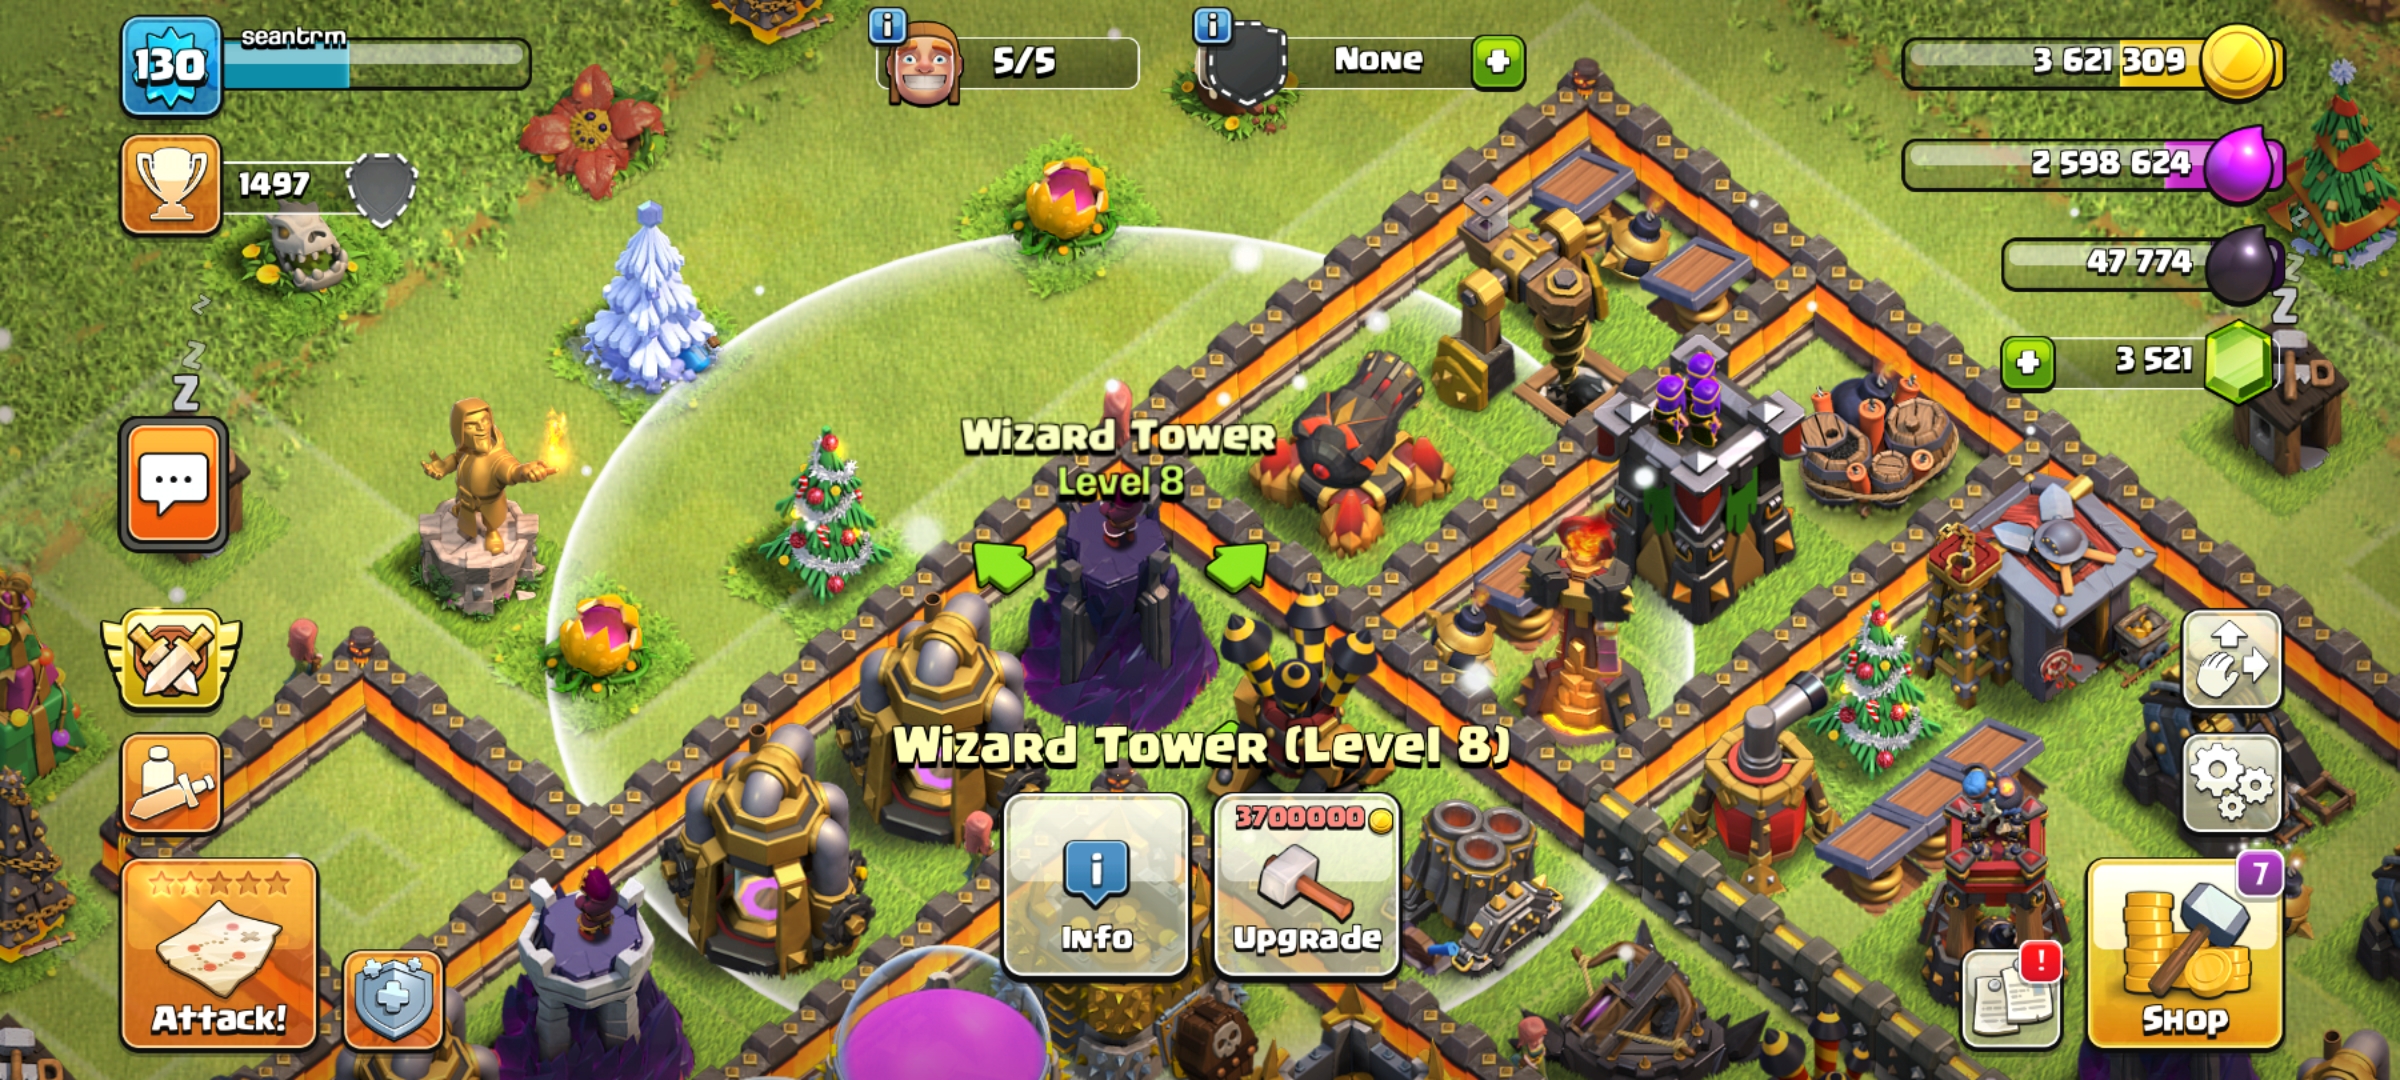 130
seantrm
5/5
None
3 621 309
1497
2 598 624
47 774
3 521
Wizard Tower
Level 8
Wizard Tower (Level 8)
3700000
Info
Upgrade
Attack!
7
!
Shop
z
z
Z
z
z
Z